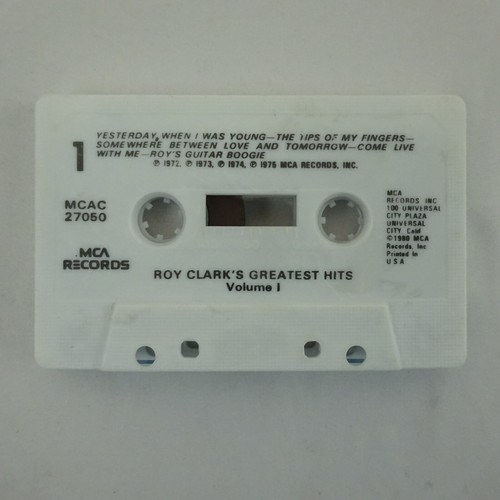 1
YESTERDAY, WHEN I WAS YOUNG—THE TIPS OF MY FINGERS—
SOMEWHERE BETWEEN LOVE AND TOMORROW—COME LIVE
WITH ME—ROY'S GUITAR BOOGIE
℗ 1972, ℗ 1973, ℗ 1974, ℗ 1975 MCA RECORDS, INC.
MCAC
27050
MCA
RECORDS
MCA
RECORDS INC.
100 UNIVERSAL
CITY PLAZA
UNIVERSAL
CITY, Calif
©1980 MCA
Records, Inc
Printed in
U S A
ROY CLARK'S GREATEST HITS
Volume I